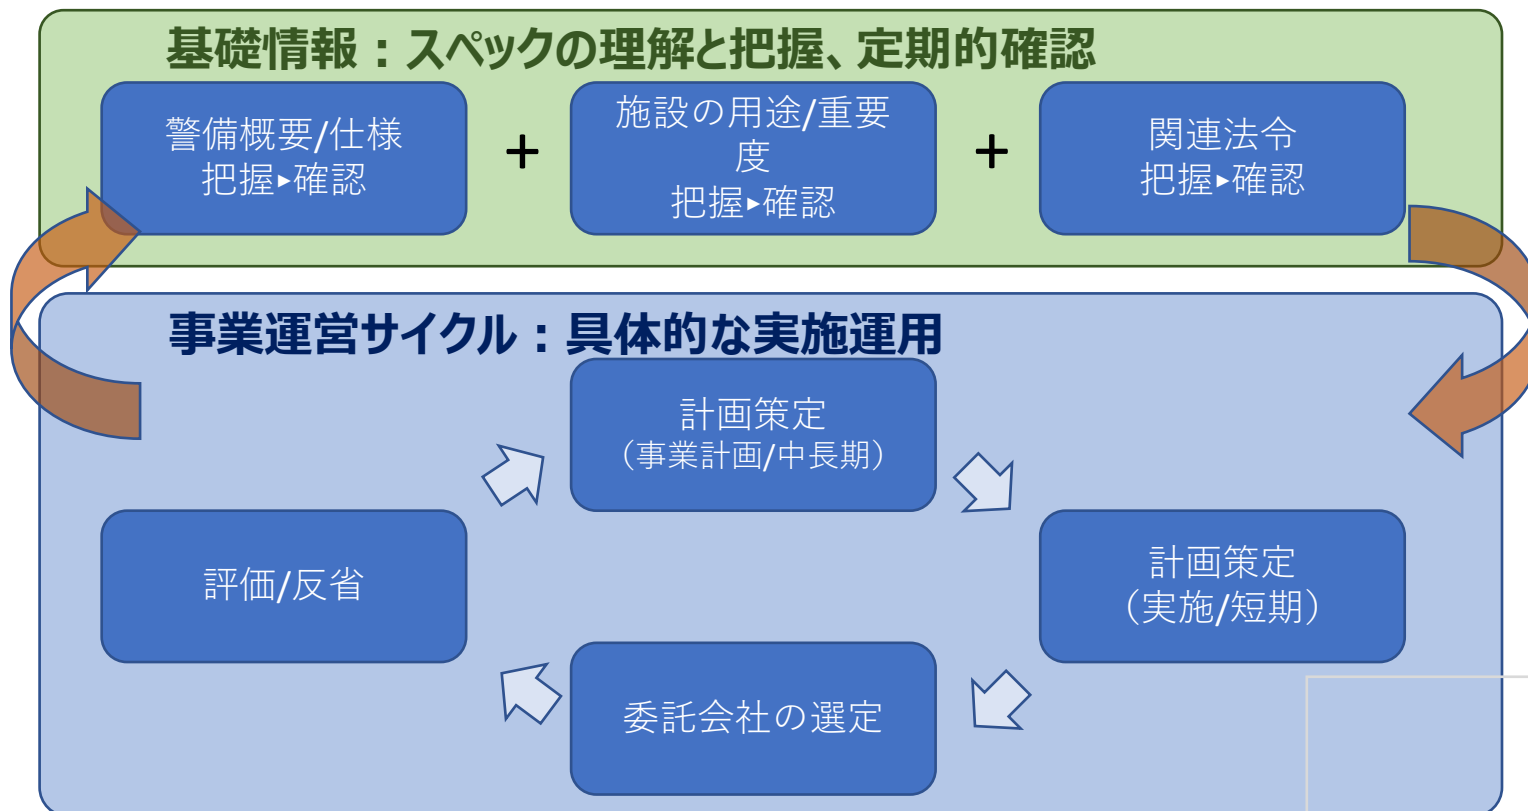 基礎情報：スペックの理解と把握、定期的確認
警備概要/仕様
把握▸確認
+
施設の用途/重要
度
把握▸確認
+
関連法令
把握▸確認
事業運営サイクル：具体的な実施運用
計画策定
（事業計画/中長期）
計画策定
（実施/短期）
評価/反省
委託会社の選定